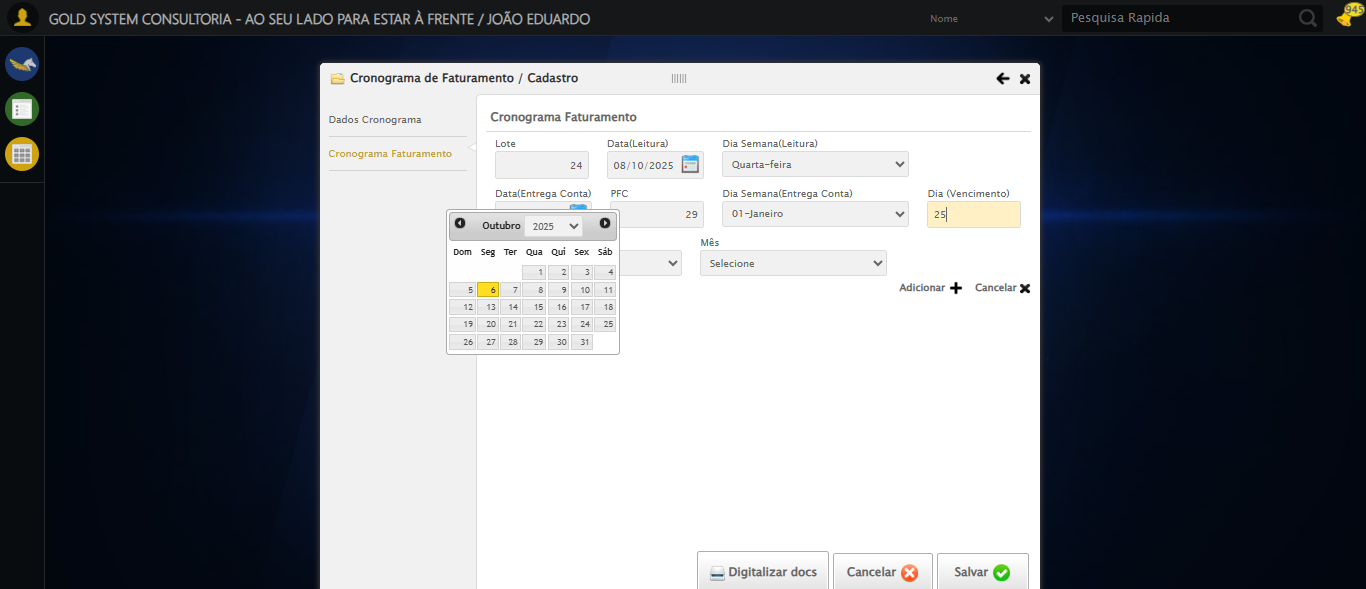 GOLD SYSTEM CONSULTORIA - AO SEU LADO PARA ESTAR À FRENTE / JOÃO EDUARDO
Nome
Pesquisa Rapida
945
Cronograma de Faturamento / Cadastro
Dados Cronograma
Cronograma Faturamento
Cronograma Faturamento
Lote
Data(Leitura)
Dia Semana(Leitura)
24
08/10/2025
Quarta-feira
Data(Entrega Conta)
PFC
Dia Semana(Entrega Conta)
Dia (Vencimento)
29
01-Janeiro
25
Mês
Selecione
Adicionar
Cancelar
Outubro 2025
Dom Seg Ter Qua Qui Sex Sáb
1 2 3 4
5 6 7 8 9 10 11
12 13 14 15 16 17 18
19 20 21 22 23 24 25
26 27 28 29 30 31
Digitalizar docs
Cancelar
Salvar